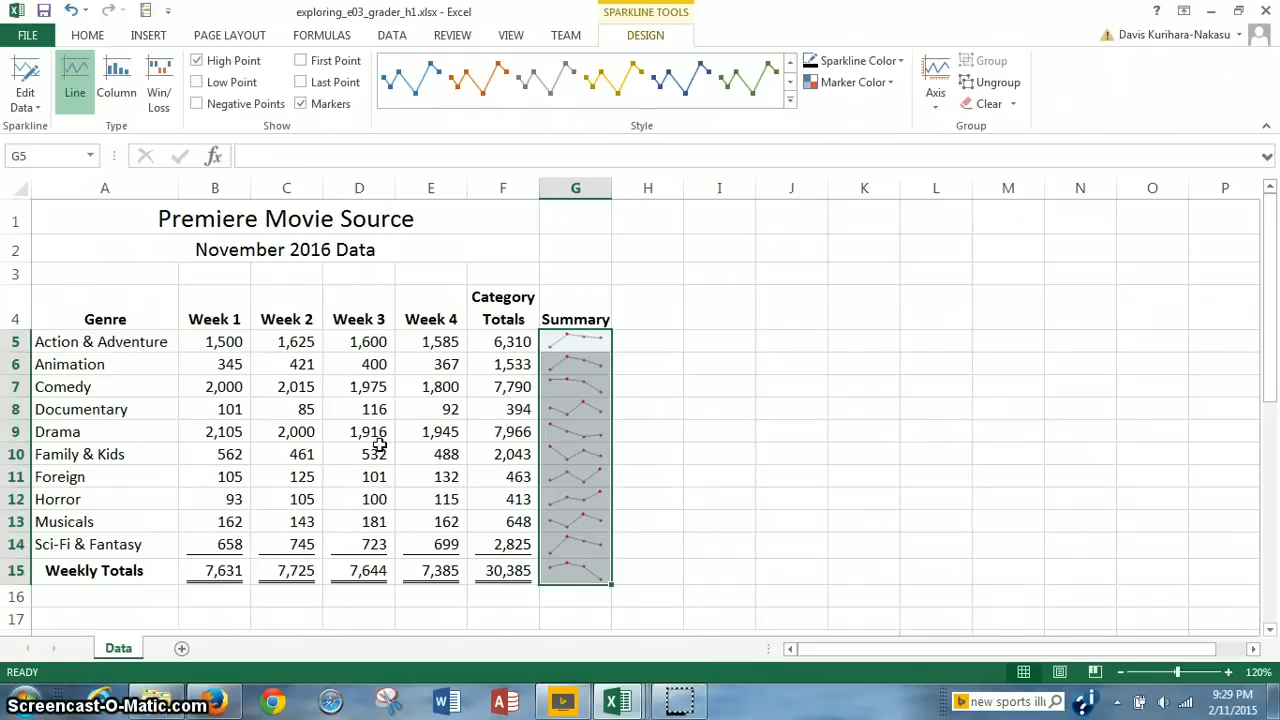 exploring_e03_grader_h1.xlsx - Excel
SPARKLINE TOOLS
?
FILE HOME INSERT PAGE LAYOUT FORMULAS DATA REVIEW VIEW TEAM DESIGN
Davis Kurihara-Nakasu
Edit Data
Line
Column
Win/Loss
High Point
First Point
Low Point
Last Point
Negative Points
Markers
Sparkline Color
Marker Color
Axis
Group
Ungroup
Clear
Sparkline Type Show Style Group
G5
fx
A B C D E F G H I J K L M N O P
1 Premiere Movie Source
2 November 2016 Data
3
4 Genre Week 1 Week 2 Week 3 Week 4 Category Totals Summary
5 Action & Adventure 1,500 1,625 1,600 1,585 6,310
6 Animation 345 421 400 367 1,533
7 Comedy 2,000 2,015 1,975 1,800 7,790
8 Documentary 101 85 116 92 394
9 Drama 2,105 2,000 1,916 1,945 7,966
10 Family & Kids 562 461 532 488 2,043
11 Foreign 105 125 101 132 463
12 Horror 93 105 100 115 413
13 Musicals 162 143 181 162 648
14 Sci-Fi & Fantasy 658 745 723 699 2,825
15 Weekly Totals 7,631 7,725 7,644 7,385 30,385
16
17
Data
READY
120%
Screencast-O-Matic.com
new sports ill
9:29 PM
2/11/2015